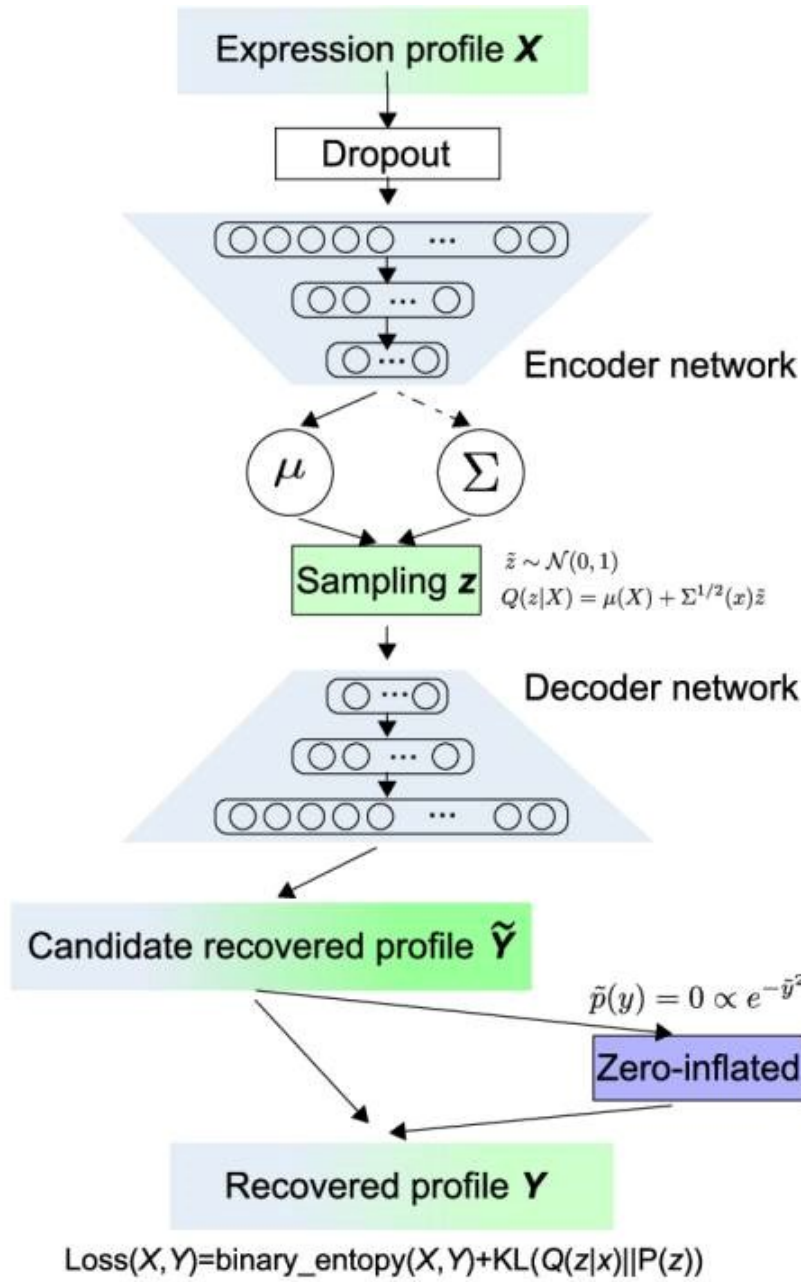 Expression profile X
Dropout
...
...
...
Encoder network
μ
Σ
Sampling z
z̃ ∼ 𝒩(0, 1)
Q(z|X) = μ(X) + Σ^{1/2}(x)z̃
Decoder network
...
...
...
Candidate recovered profile Ỹ
p̃(y) = 0 ∝ e^{-ỹ^2}
Zero-inflated
Recovered profile Y
Loss(X,Y)=binary_entopy(X,Y)+KL(Q(z|x)||P(z))